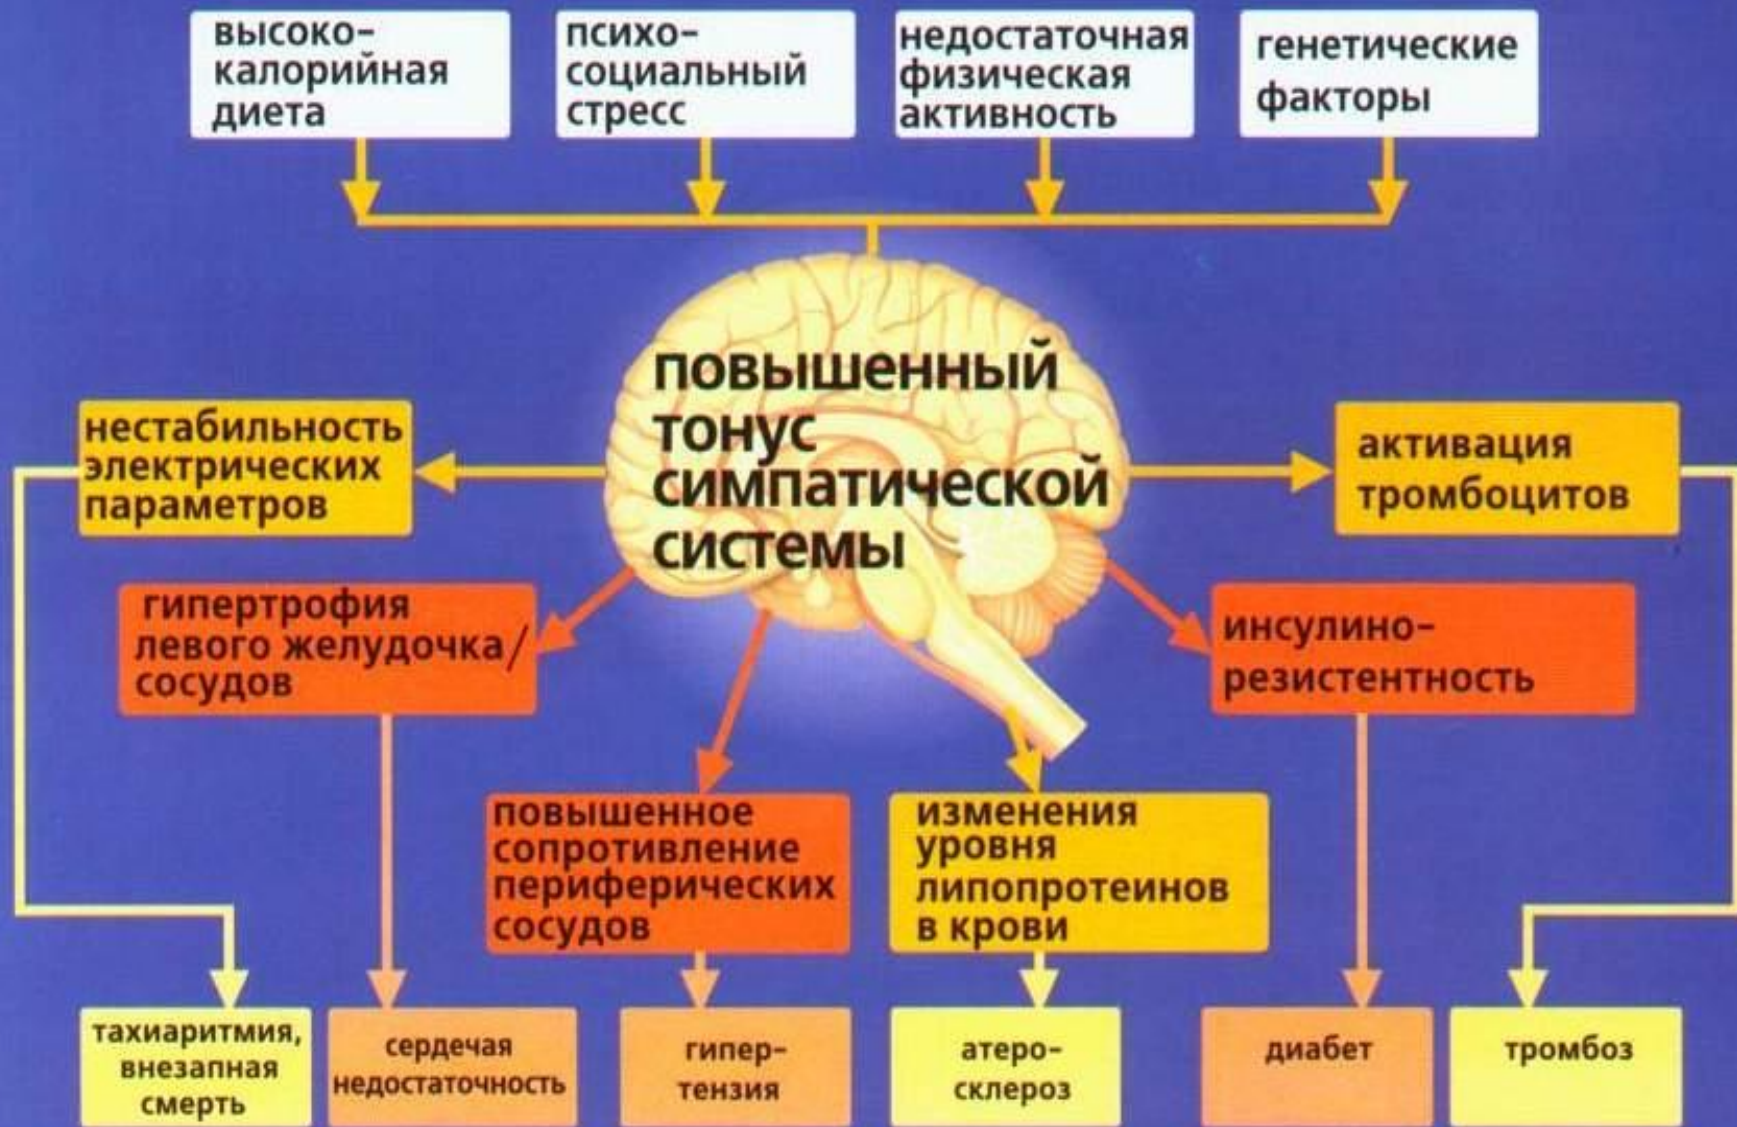 высоко-
калорийная
диета
психо-
социальный
стресс
недостаточная
физическая
активность
генетические
факторы
повышенный
тонус
симпатической
системы
нестабильность
электрических
параметров
активация
тромбоцитов
гипертрофия
левого желудочка/
сосудов
инсулино-
резистентность
повышенное
сопротивление
периферических
сосудов
изменения
уровня
липопротеинов
в крови
тахиаритмия,
внезапная
смерть
сердечая
недостаточность
гипер-
тензия
атеро-
склероз
диабет
тромбоз